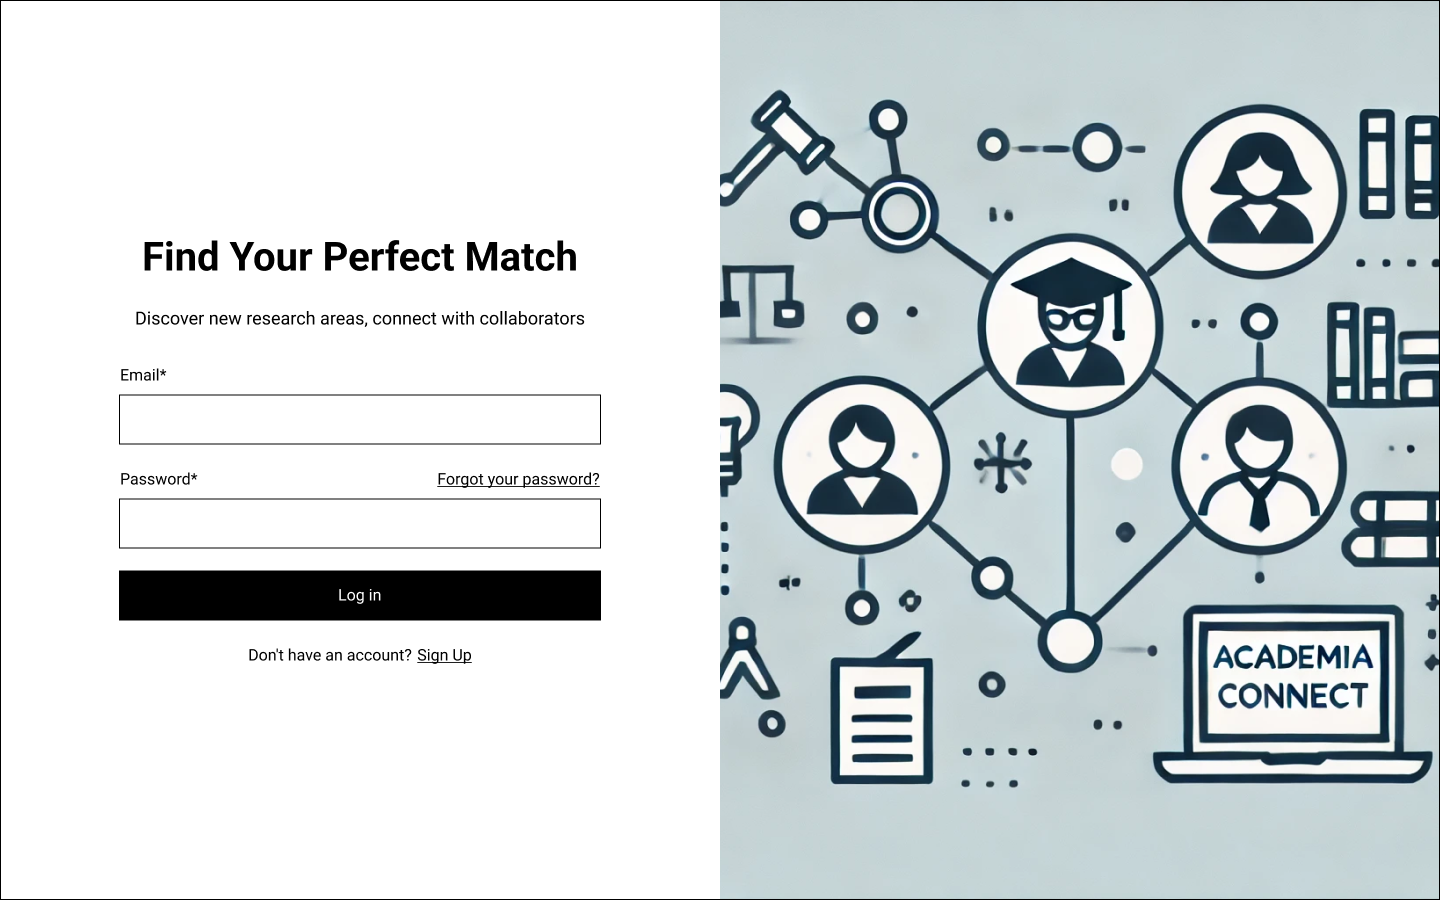 Find Your Perfect Match
Discover new research areas, connect with collaborators
Email*
Password*
Forgot your password?
Log in
Don't have an account? Sign Up
ACADEMIA
CONNECT